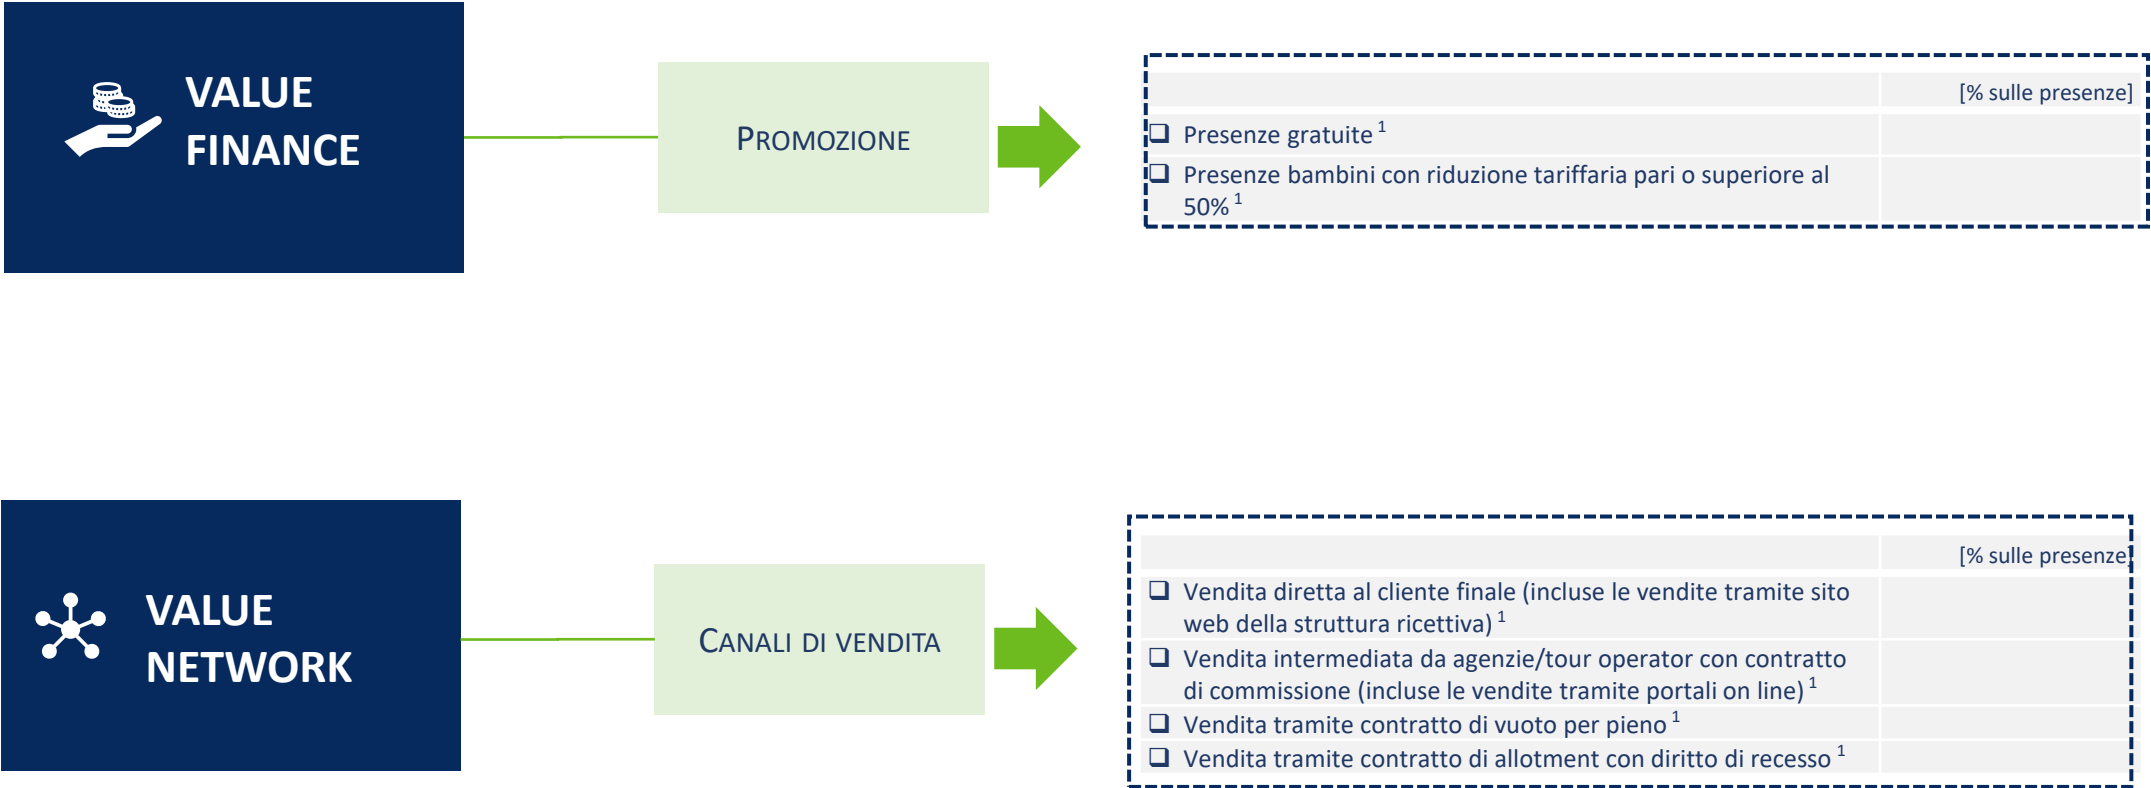 VALUE
FINANCE
PROMOZIONE
[% sulle presenze]
❑ Presenze gratuite 1
❑ Presenze bambini con riduzione tariffaria pari o superiore al
50% 1
VALUE
NETWORK
CANALI DI VENDITA
[% sulle presenze]
❑ Vendita diretta al cliente finale (incluse le vendite tramite sito
web della struttura ricettiva) 1
❑ Vendita intermediata da agenzie/tour operator con contratto
di commissione (incluse le vendite tramite portali on line) 1
❑ Vendita tramite contratto di vuoto per pieno 1
❑ Vendita tramite contratto di allotment con diritto di recesso 1